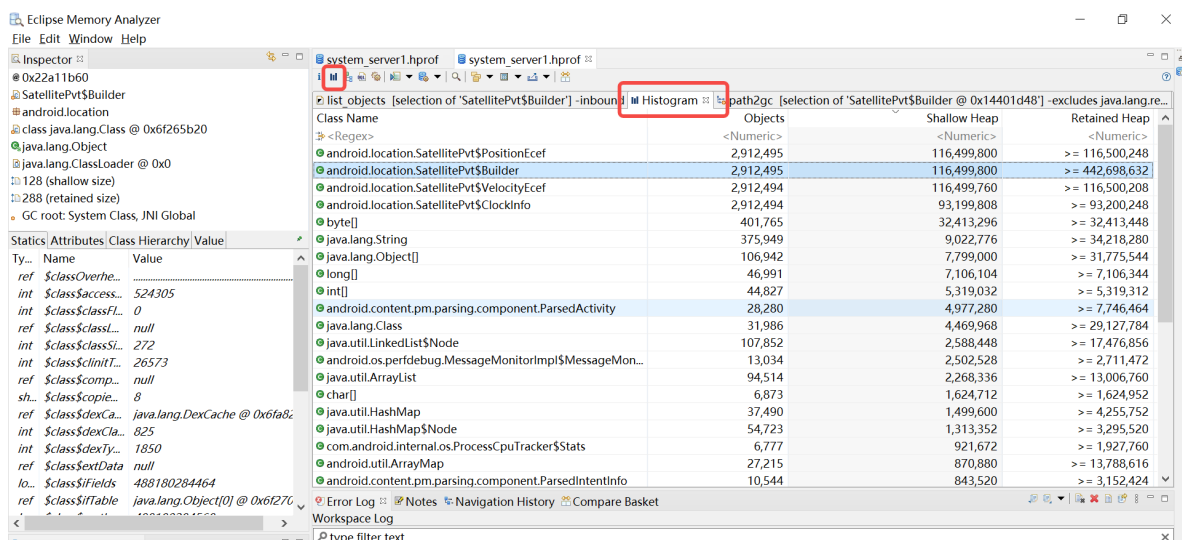 Eclipse Memory Analyzer
File Edit Window Help
Inspector
@ 0x22a11b60
SatellitePvt$Builder
android.location
class java.lang.Class @ 0x6f265b20
java.lang.Object
java.lang.ClassLoader @ 0x0
128 (shallow size)
288 (retained size)
GC root: System Class, JNI Global
Statics Attributes Class Hierarchy Value
Ty... Name Value
ref $classOverhe...
int $class$access... 524305
int $class$classFl... 0
ref $class$classL... null
int $class$classSi... 272
int $class$clinitT... 26573
ref $class$comp... null
sh... $class$copie... 8
ref $class$dexCa... java.lang.DexCache @ 0x6fa82
int $class$dexCla... 825
int $class$dexTy... 1850
ref $class$extData null
lo... $class$iFields 488180284464
ref $class$ifTable java.lang.Object[0] @ 0x6f270
system_server1.hprof system_server1.hprof
list_objects [selection of 'SatellitePvt$Builder'] -inbound Histogram path2gc [selection of 'SatellitePvt$Builder @ 0x14401d48'] -excludes java.lang.re...
Class Name Objects Shallow Heap Retained Heap
<Regex> <Numeric> <Numeric> <Numeric>
android.location.SatellitePvt$PositionEcef 2,912,495 116,499,800 >= 116,500,248
android.location.SatellitePvt$Builder 2,912,495 116,499,800 >= 442,698,632
android.location.SatellitePvt$VelocityEcef 2,912,494 116,499,760 >= 116,500,208
android.location.SatellitePvt$ClockInfo 2,912,494 93,199,808 >= 93,200,248
byte[] 401,765 32,413,296 >= 32,413,448
java.lang.String 375,949 9,022,776 >= 34,218,280
java.lang.Object[] 106,942 7,799,000 >= 31,775,544
long[] 46,991 7,106,104 >= 7,106,344
int[] 44,827 5,319,032 >= 5,319,312
android.content.pm.parsing.component.ParsedActivity 28,280 4,977,280 >= 7,746,464
java.lang.Class 31,986 4,469,968 >= 29,127,784
java.util.LinkedList$Node 107,852 2,588,448 >= 17,476,856
android.os.perfdebug.MessageMonitorImpl$MessageMon... 13,034 2,502,528 >= 2,711,472
java.util.ArrayList 94,514 2,268,336 >= 13,006,760
char[] 6,873 1,624,712 >= 1,624,952
java.util.HashMap 37,490 1,499,600 >= 4,255,752
java.util.HashMap$Node 54,723 1,313,352 >= 3,295,520
com.android.internal.os.ProcessCpuTracker$Stats 6,777 921,672 >= 1,927,760
android.util.ArrayMap 27,215 870,880 >= 13,788,616
android.content.pm.parsing.component.ParsedIntentInfo 10,544 843,520 >= 3,152,424
Error Log Notes Navigation History Compare Basket
Workspace Log
type filter text